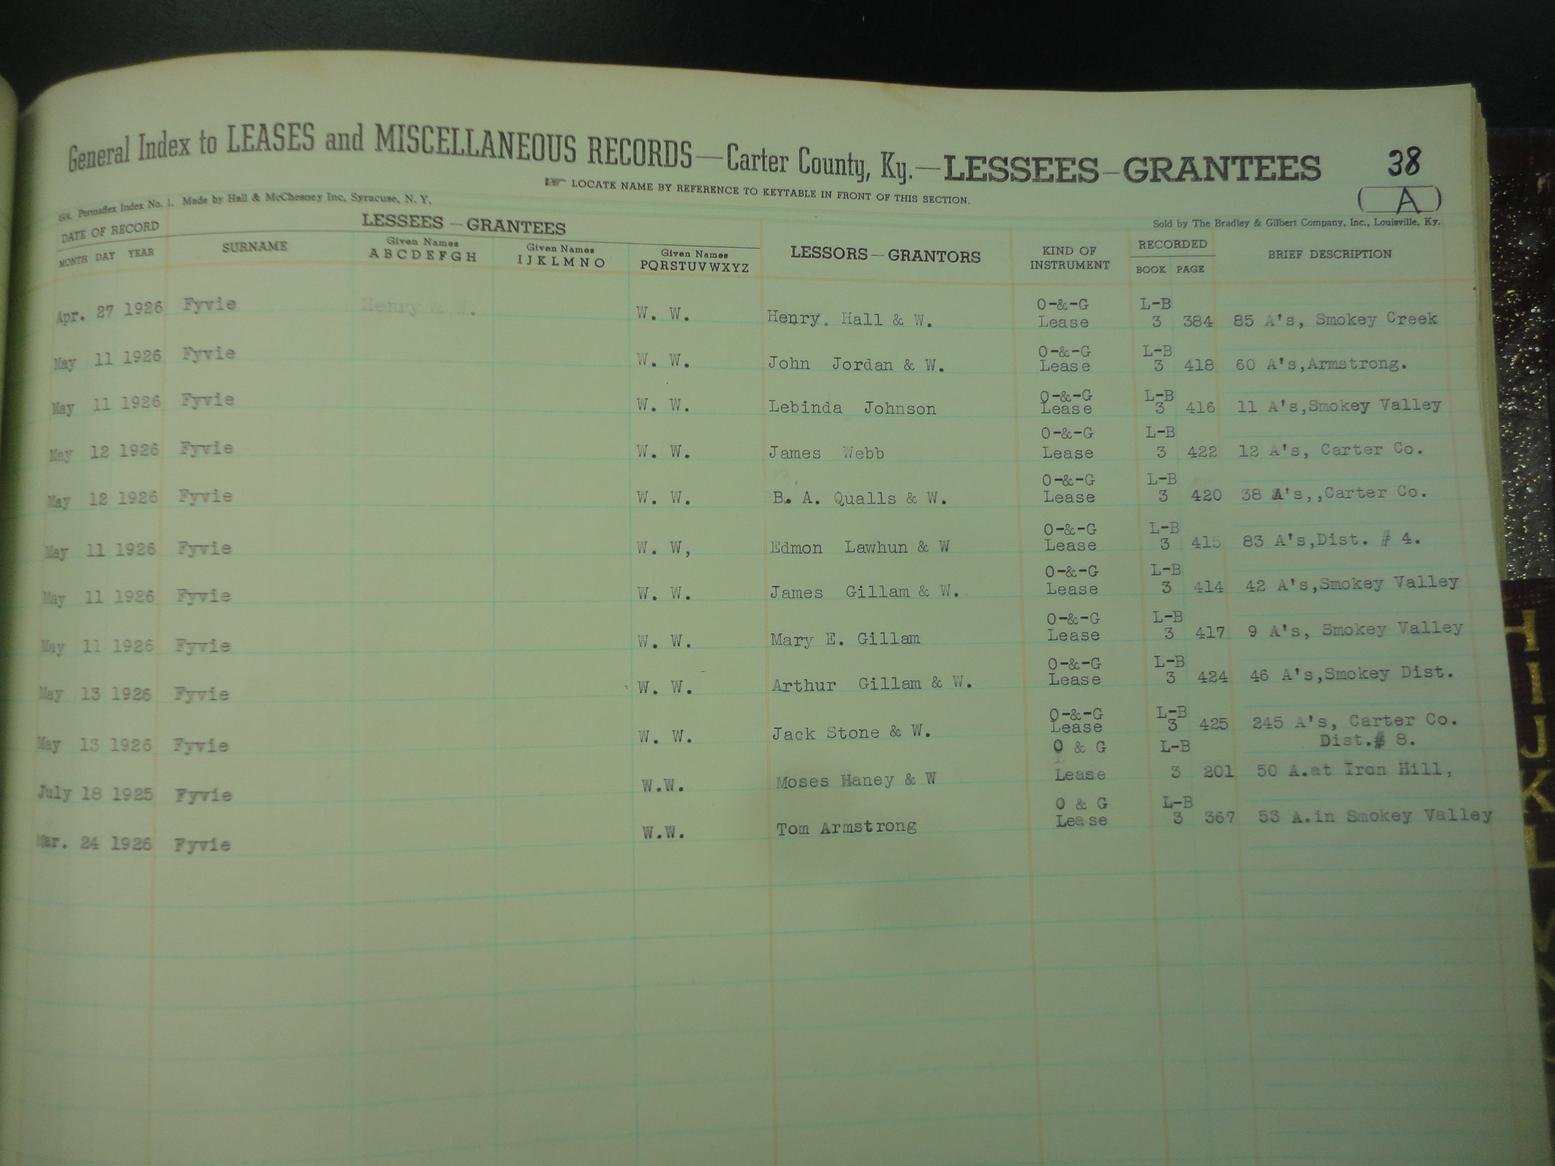 General Index to LEASES and MISCELLANEOUS RECORDS—Carter County, Ky.—LESSEES—GRANTEES 38
☞ LOCATE NAME BY REFERENCE TO KEYTABLE IN FRONT OF THIS SECTION. (A)
Permaflex Index No. 1. Made by Hall & McChesney Inc, Syracuse, N. Y. Sold by The Bradley & Gilbert Company, Inc., Louisville, Ky.
DATE OF RECORD LESSEES—GRANTEES LESSORS—GRANTORS KIND OF INSTRUMENT RECORDED BRIEF DESCRIPTION
MONTH DAY YEAR SURNAME Given Names ABCDEFGH Given Names IJKLMNO Given Names PQRSTUVWXYZ BOOK PAGE
Apr. 27 1926 Fyvie Henry & W. W. W. Henry. Hall & W. O-&-G Lease L-B 3 384 85 A's, Smokey Creek
May 11 1926 Fyvie W. W. John Jordan & W. O-&-G Lease L-B 3 418 60 A's,Armstrong.
May 11 1926 Fyvie W. W. Lebinda Johnson O-&-G Lease L-B 3 416 11 A's,Smokey Valley
May 12 1926 Fyvie W. W. James Webb O-&-G Lease L-B 3 422 12 A's, Carter Co.
May 12 1926 Fyvie W. W. B. A. Qualls & W. O-&-G Lease L-B 3 420 38 A's,,Carter Co.
May 11 1926 Fyvie W. W, Edmon Lawhun & W O-&-G Lease L-B 3 415 83 A's,Dist. # 4.
May 11 1926 Fyvie W. W. James Gillam & W. O-&-G Lease L-B 3 414 42 A's,Smokey Valley
May 11 1926 Fyvie W. W. Mary E. Gillam O-&-G Lease L-B 3 417 9 A's, Smokey Valley
May 13 1926 Fyvie W. W. Arthur Gillam & W. O-&-G Lease L-B 3 424 46 A's,Smokey Dist.
May 13 1926 Fyvie W. W. Jack Stone & W. O-&-G Lease L-B 3 425 245 A's, Carter Co. Dist.# 8.
July 18 1925 Fyvie W.W. Moses Haney & W O & G Lease L-B 3 201 50 A.at Iron Hill,
Mar. 24 1926 Fyvie W.W. Tom Armstrong O & G Lease L-B 3 367 53 A.in Smokey Valley
H
I
J
K
L